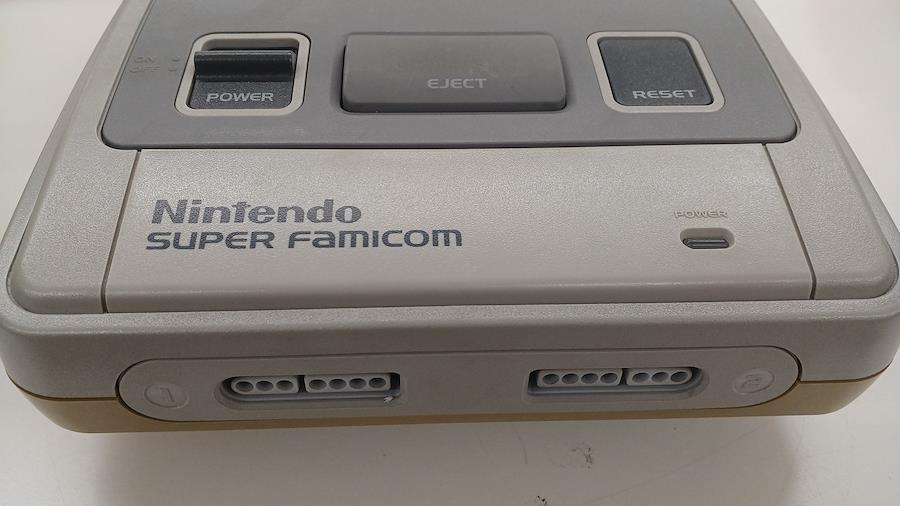 ON
OFF
POWER
EJECT
RESET
Nintendo
SUPER FAMICOM
POWER
1
2